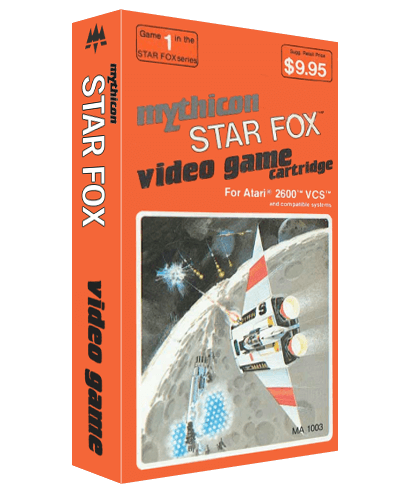 mythicon
STAR FOX
video game
Game 1 in the
STAR FOX series
Sugg. Retail Price
$9.95
mythicon
STAR FOX™
video game
cartridge
For Atari® 2600™ VCS™
and compatible systems
MA 1003